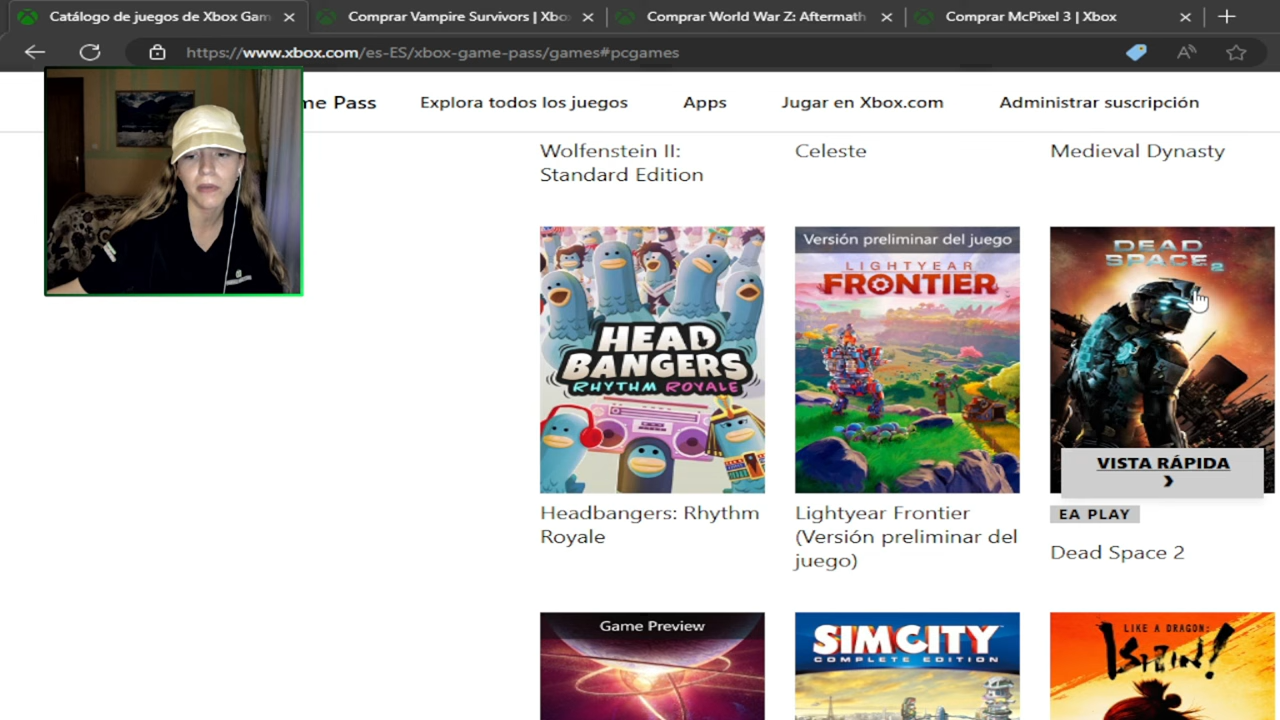 Catálogo de juegos de Xbox Gam
Comprar Vampire Survivors | Xbo
Comprar World War Z: Aftermath
Comprar McPixel 3 | Xbox
https://www.xbox.com/es-ES/xbox-game-pass/games#pcgames
me Pass
Explora todos los juegos
Apps
Jugar en Xbox.com
Administrar suscripción
Wolfenstein II:
Standard Edition
Celeste
Medieval Dynasty
HEAD
BANGERS
RHYTHM ROYALE
Versión preliminar del juego
LIGHTYEAR
FRONTIER
DEAD
SPACE 2
VISTA RÁPIDA
Headbangers: Rhythm
Royale
Lightyear Frontier
(Versión preliminar del
juego)
EA PLAY
Dead Space 2
Game Preview
SIMCITY
COMPLETE EDITION
LIKE A DRAGON:
ISHIN!